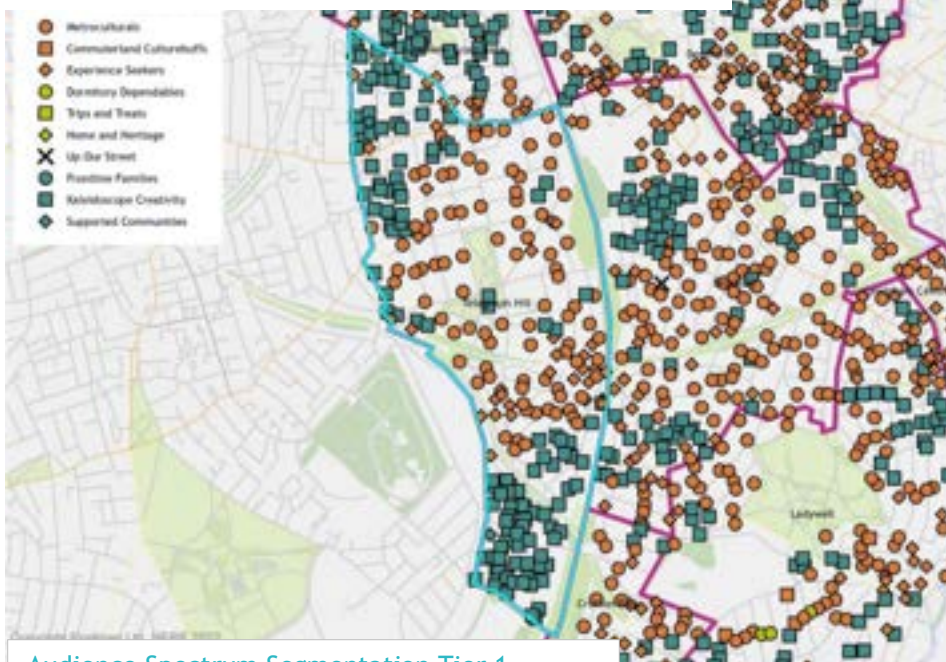 Metroculturals
Commuterland Culturebuffs
Experience Seekers
Dormitory Dependables
Trips and Treats
Home and Heritage
Up Our Street
Frontline Families
Kaleidoscope Creativity
Supported Communities
Hill
Ladywell
Audience Spectrum Segmentation Tier 1